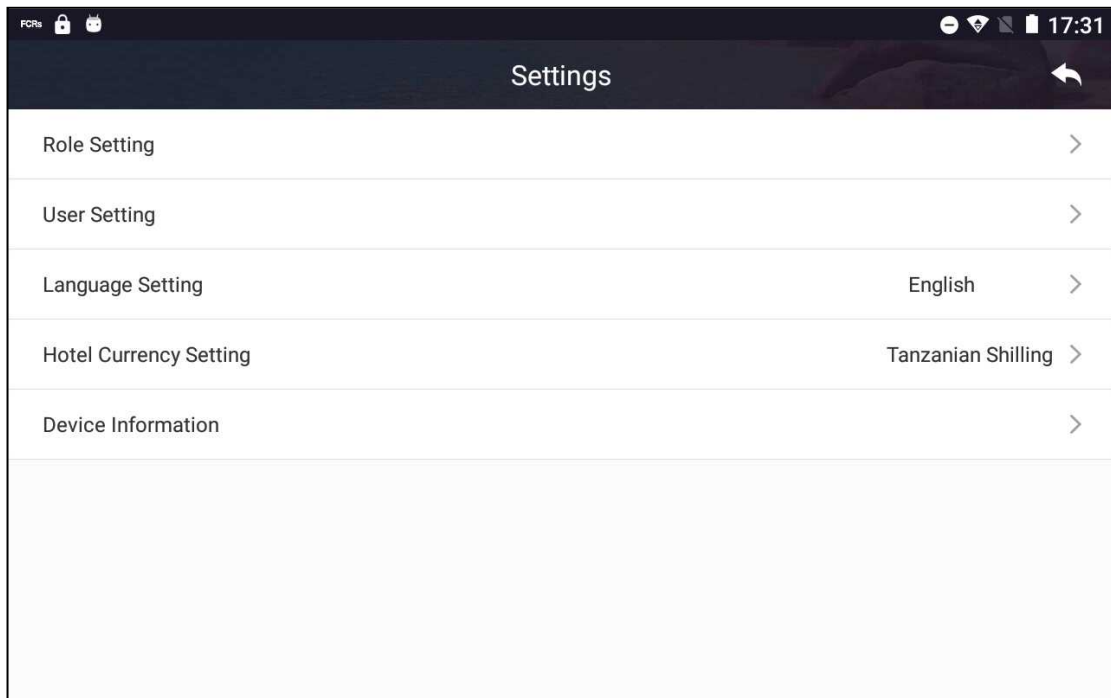 FCRs 17:31
Settings
Role Setting
User Setting
Language Setting English
Hotel Currency Setting Tanzanian Shilling
Device Information